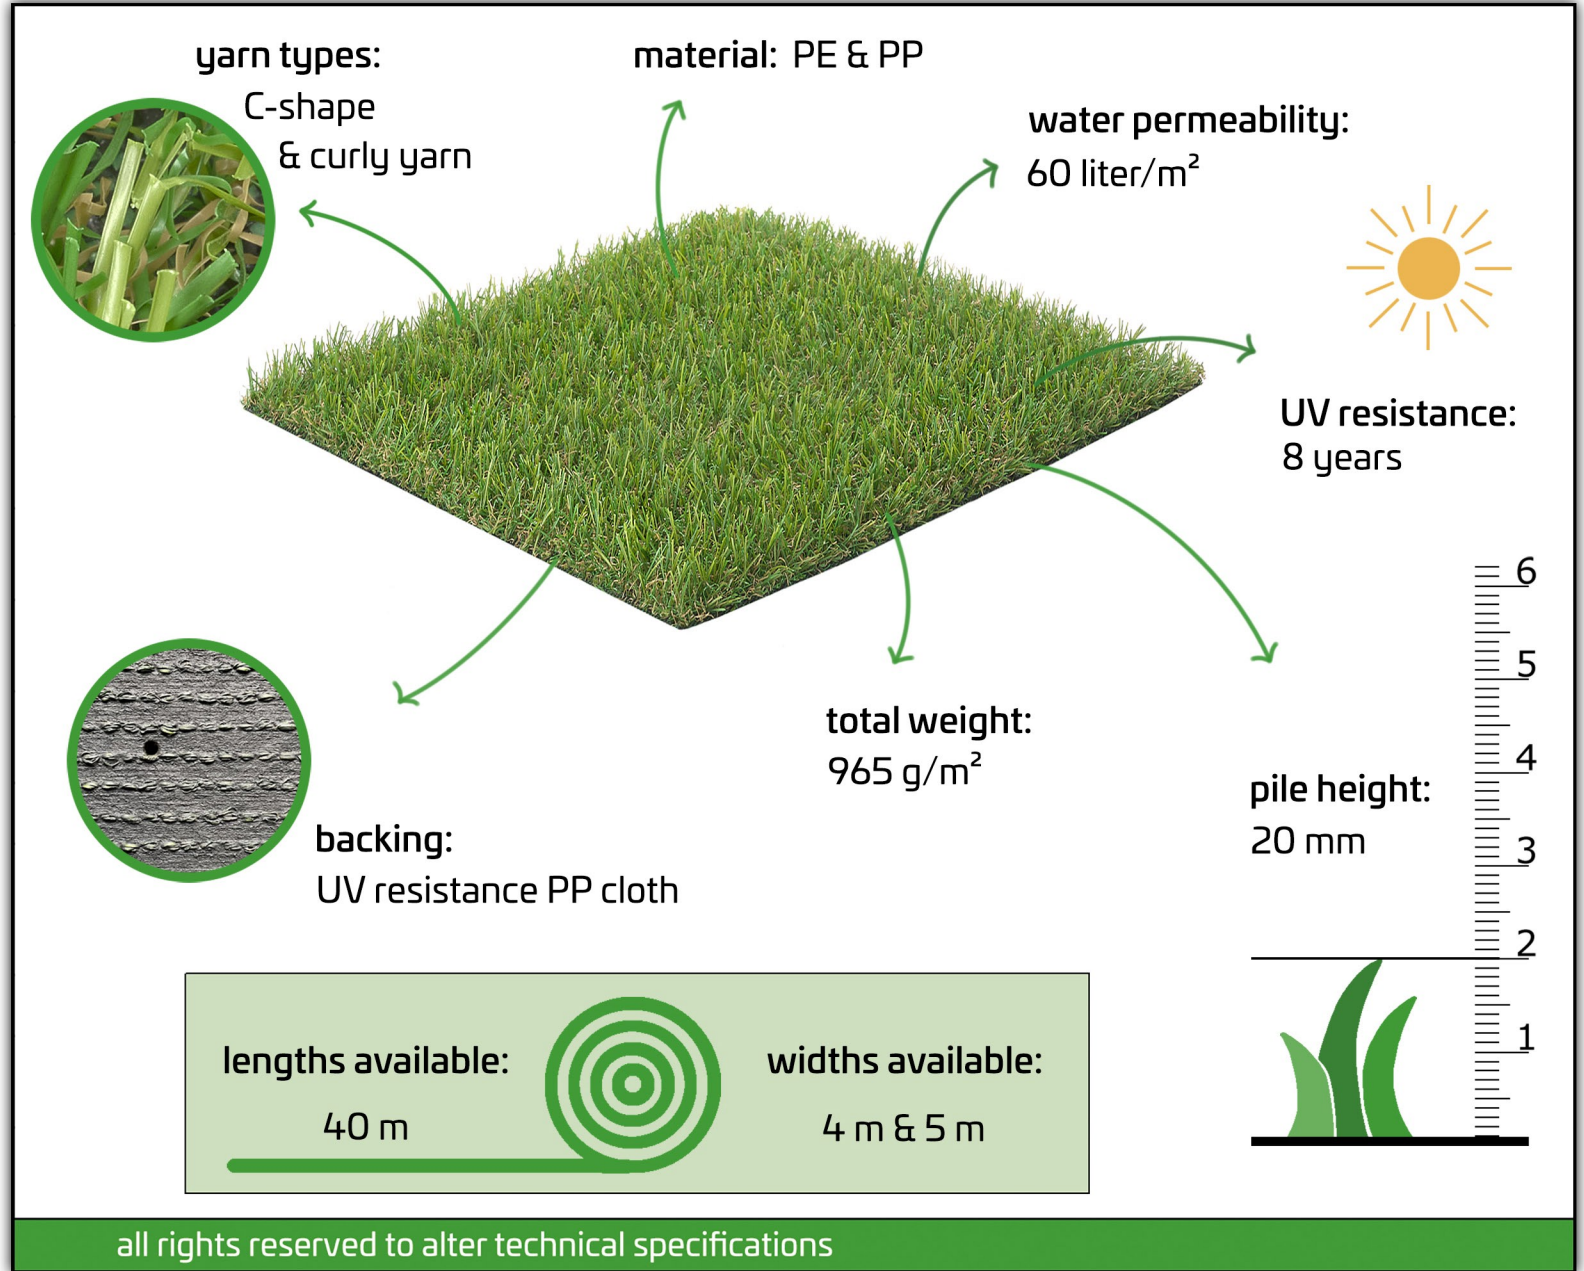 yarn types:
C-shape
& curly yarn
material: PE & PP
water permeability:
60 liter/m²
UV resistance:
8 years
total weight:
965 g/m²
pile height:
20 mm
6
5
4
3
2
1
backing:
UV resistance PP cloth
lengths available:
40 m
widths available:
4 m & 5 m
all rights reserved to alter technical specifications